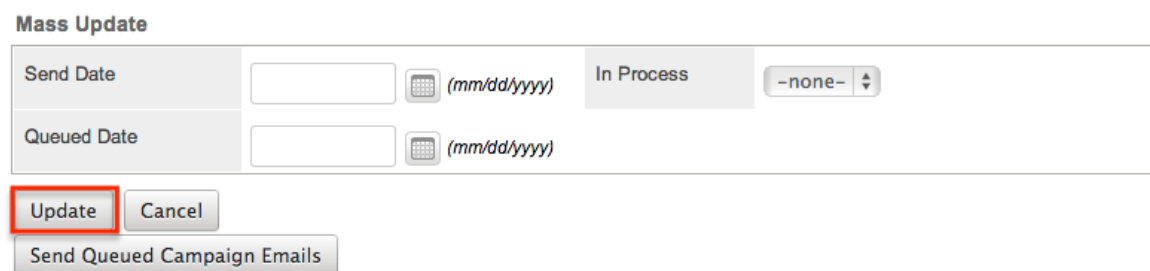 Mass Update
Send Date (mm/dd/yyyy) In Process -none-
Queued Date (mm/dd/yyyy)
Update Cancel
Send Queued Campaign Emails